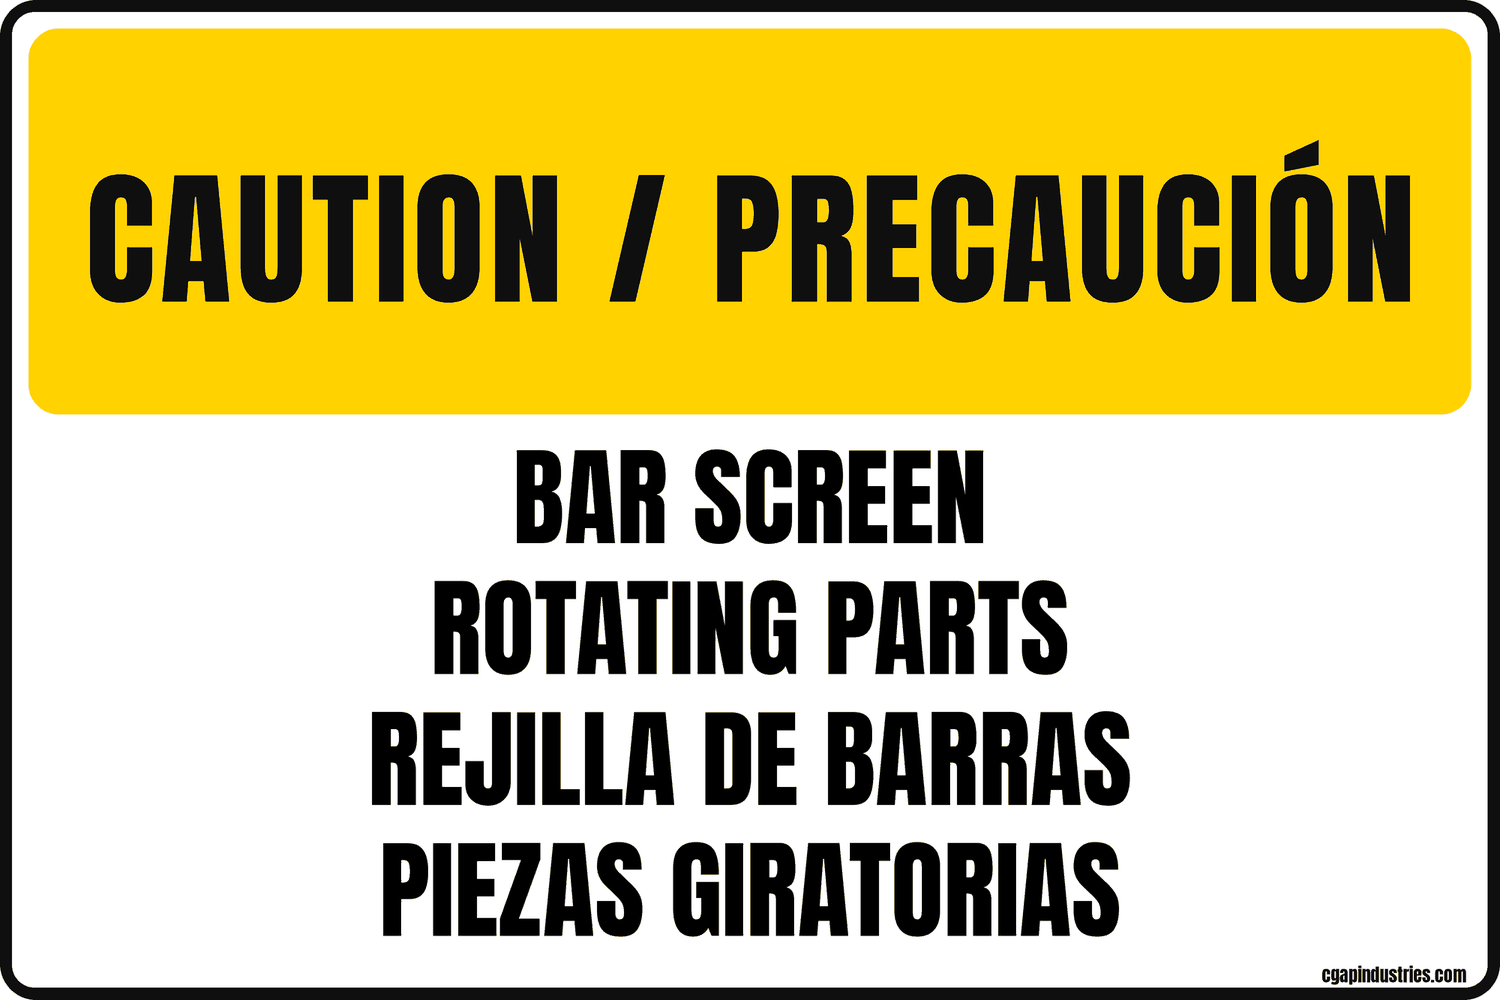 CAUTION / PRECAUCIÓN
BAR SCREEN
ROTATING PARTS
REJILLA DE BARRAS
PIEZAS GIRATORIAS
cgapindustries.com